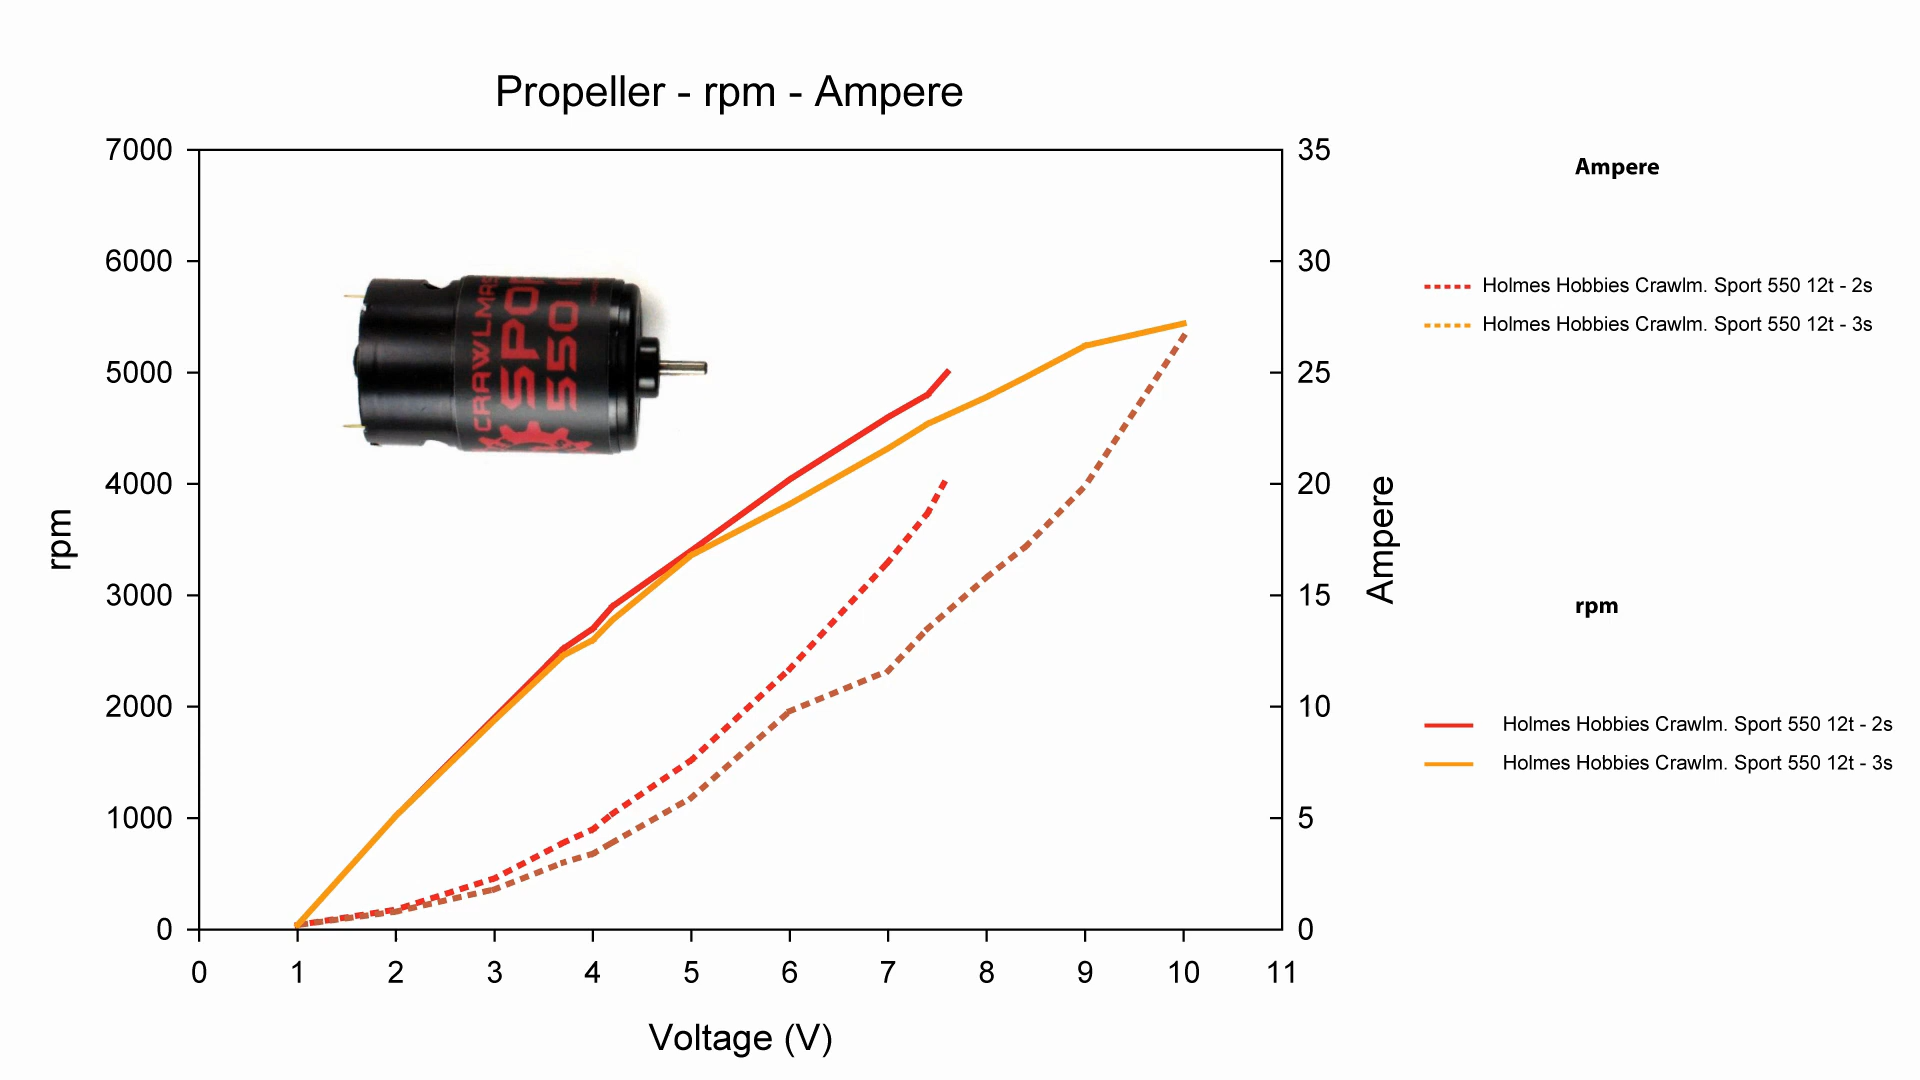 Propeller - rpm - Ampere
7000
6000
5000
4000
3000
2000
1000
0
rpm
35
30
25
20
15
10
5
0
Ampere
0 1 2 3 4 5 6 7 8 9 10 11
Voltage (V)
SPO
550
Ampere
Holmes Hobbies Crawlm. Sport 550 12t - 2s
Holmes Hobbies Crawlm. Sport 550 12t - 3s
rpm
Holmes Hobbies Crawlm. Sport 550 12t - 2s
Holmes Hobbies Crawlm. Sport 550 12t - 3s